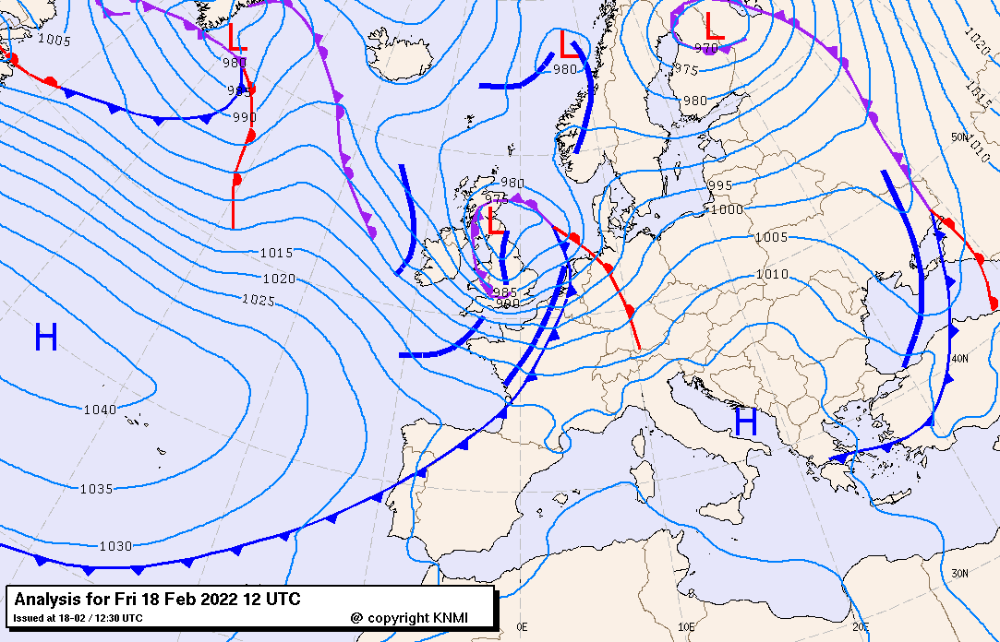 1005
L
980
985
990
L
980
L
970
975
980
1020
1015
1010
50N
980
975
L
985
990
995
1000
1005
1010
1015
1020
1025
H
1040
1035
1030
H
40N
30N
0E
10E
20E
Analysis for Fri 18 Feb 2022 12 UTC
Issued at 18-02 / 12:30 UTC
@ copyright KNMI